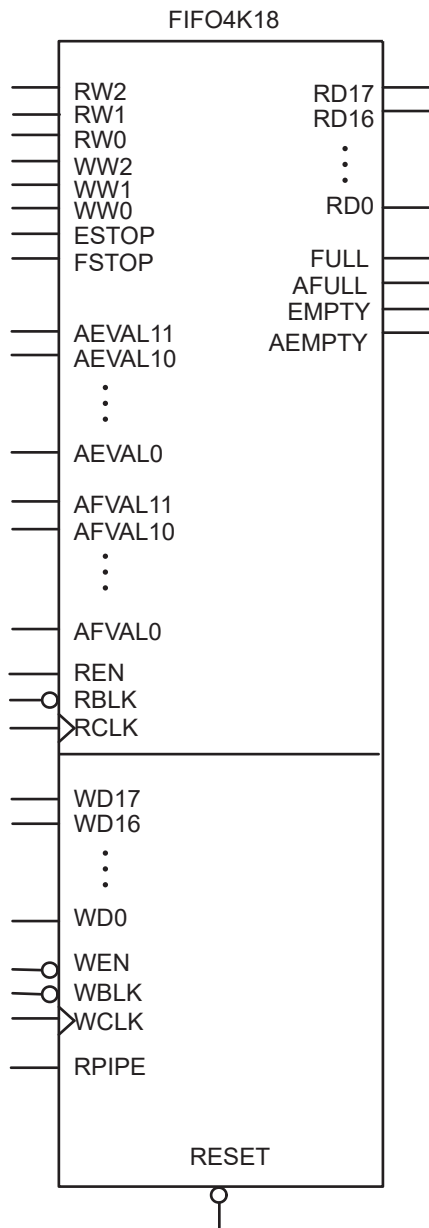 FIFO4K18
RW2
RW1
RW0
WW2
WW1
WW0
ESTOP
FSTOP
AEVAL11
AEVAL10
AEVAL0
AFVAL11
AFVAL10
AFVAL0
REN
RBLK
RCLK
RD17
RD16
RD0
FULL
AFULL
EMPTY
AEMPTY
WD17
WD16
WD0
WEN
WBLK
WCLK
RPIPE
RESET